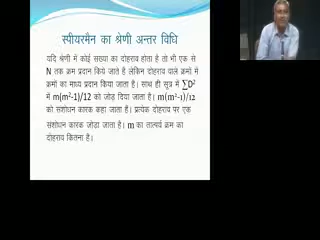 स्पीयरमैन का श्रेणी अन्तर विधि
यदि श्रेणी में कोई सख्या का दोहराव होता है तो भी एक से
N तक क्रम प्रदान किये जाते है लेकिन दोहराव वाले क्रमो मे
क्रमों का माध्य प्रदान किया जाता है। साथ ही सूत्र में ∑D²
में m(m²-1)/12 को जोड़ दिया जाता है। m(m²-1)/12
को संशोधन कारक कहा जाता है। प्रत्येक दोहराव पर एक
संशोधन कारक जोड़ा जाता है। m का तात्पर्य क्रम का
दोहराव कितना है।